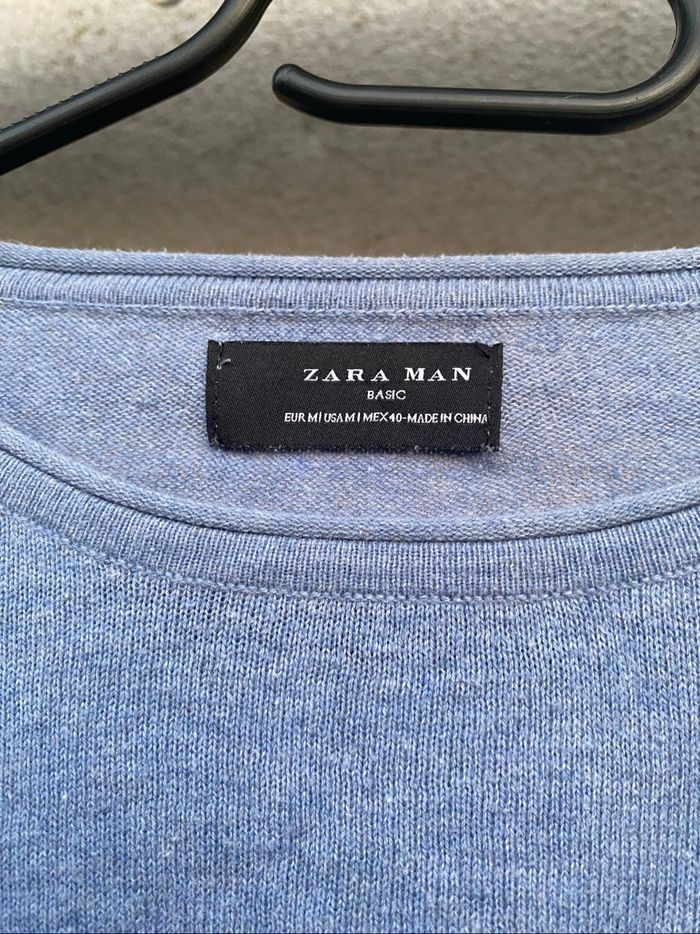 ZARA MAN
BASIC
EUR M | USA M | MEX 40-MADE IN CHINA